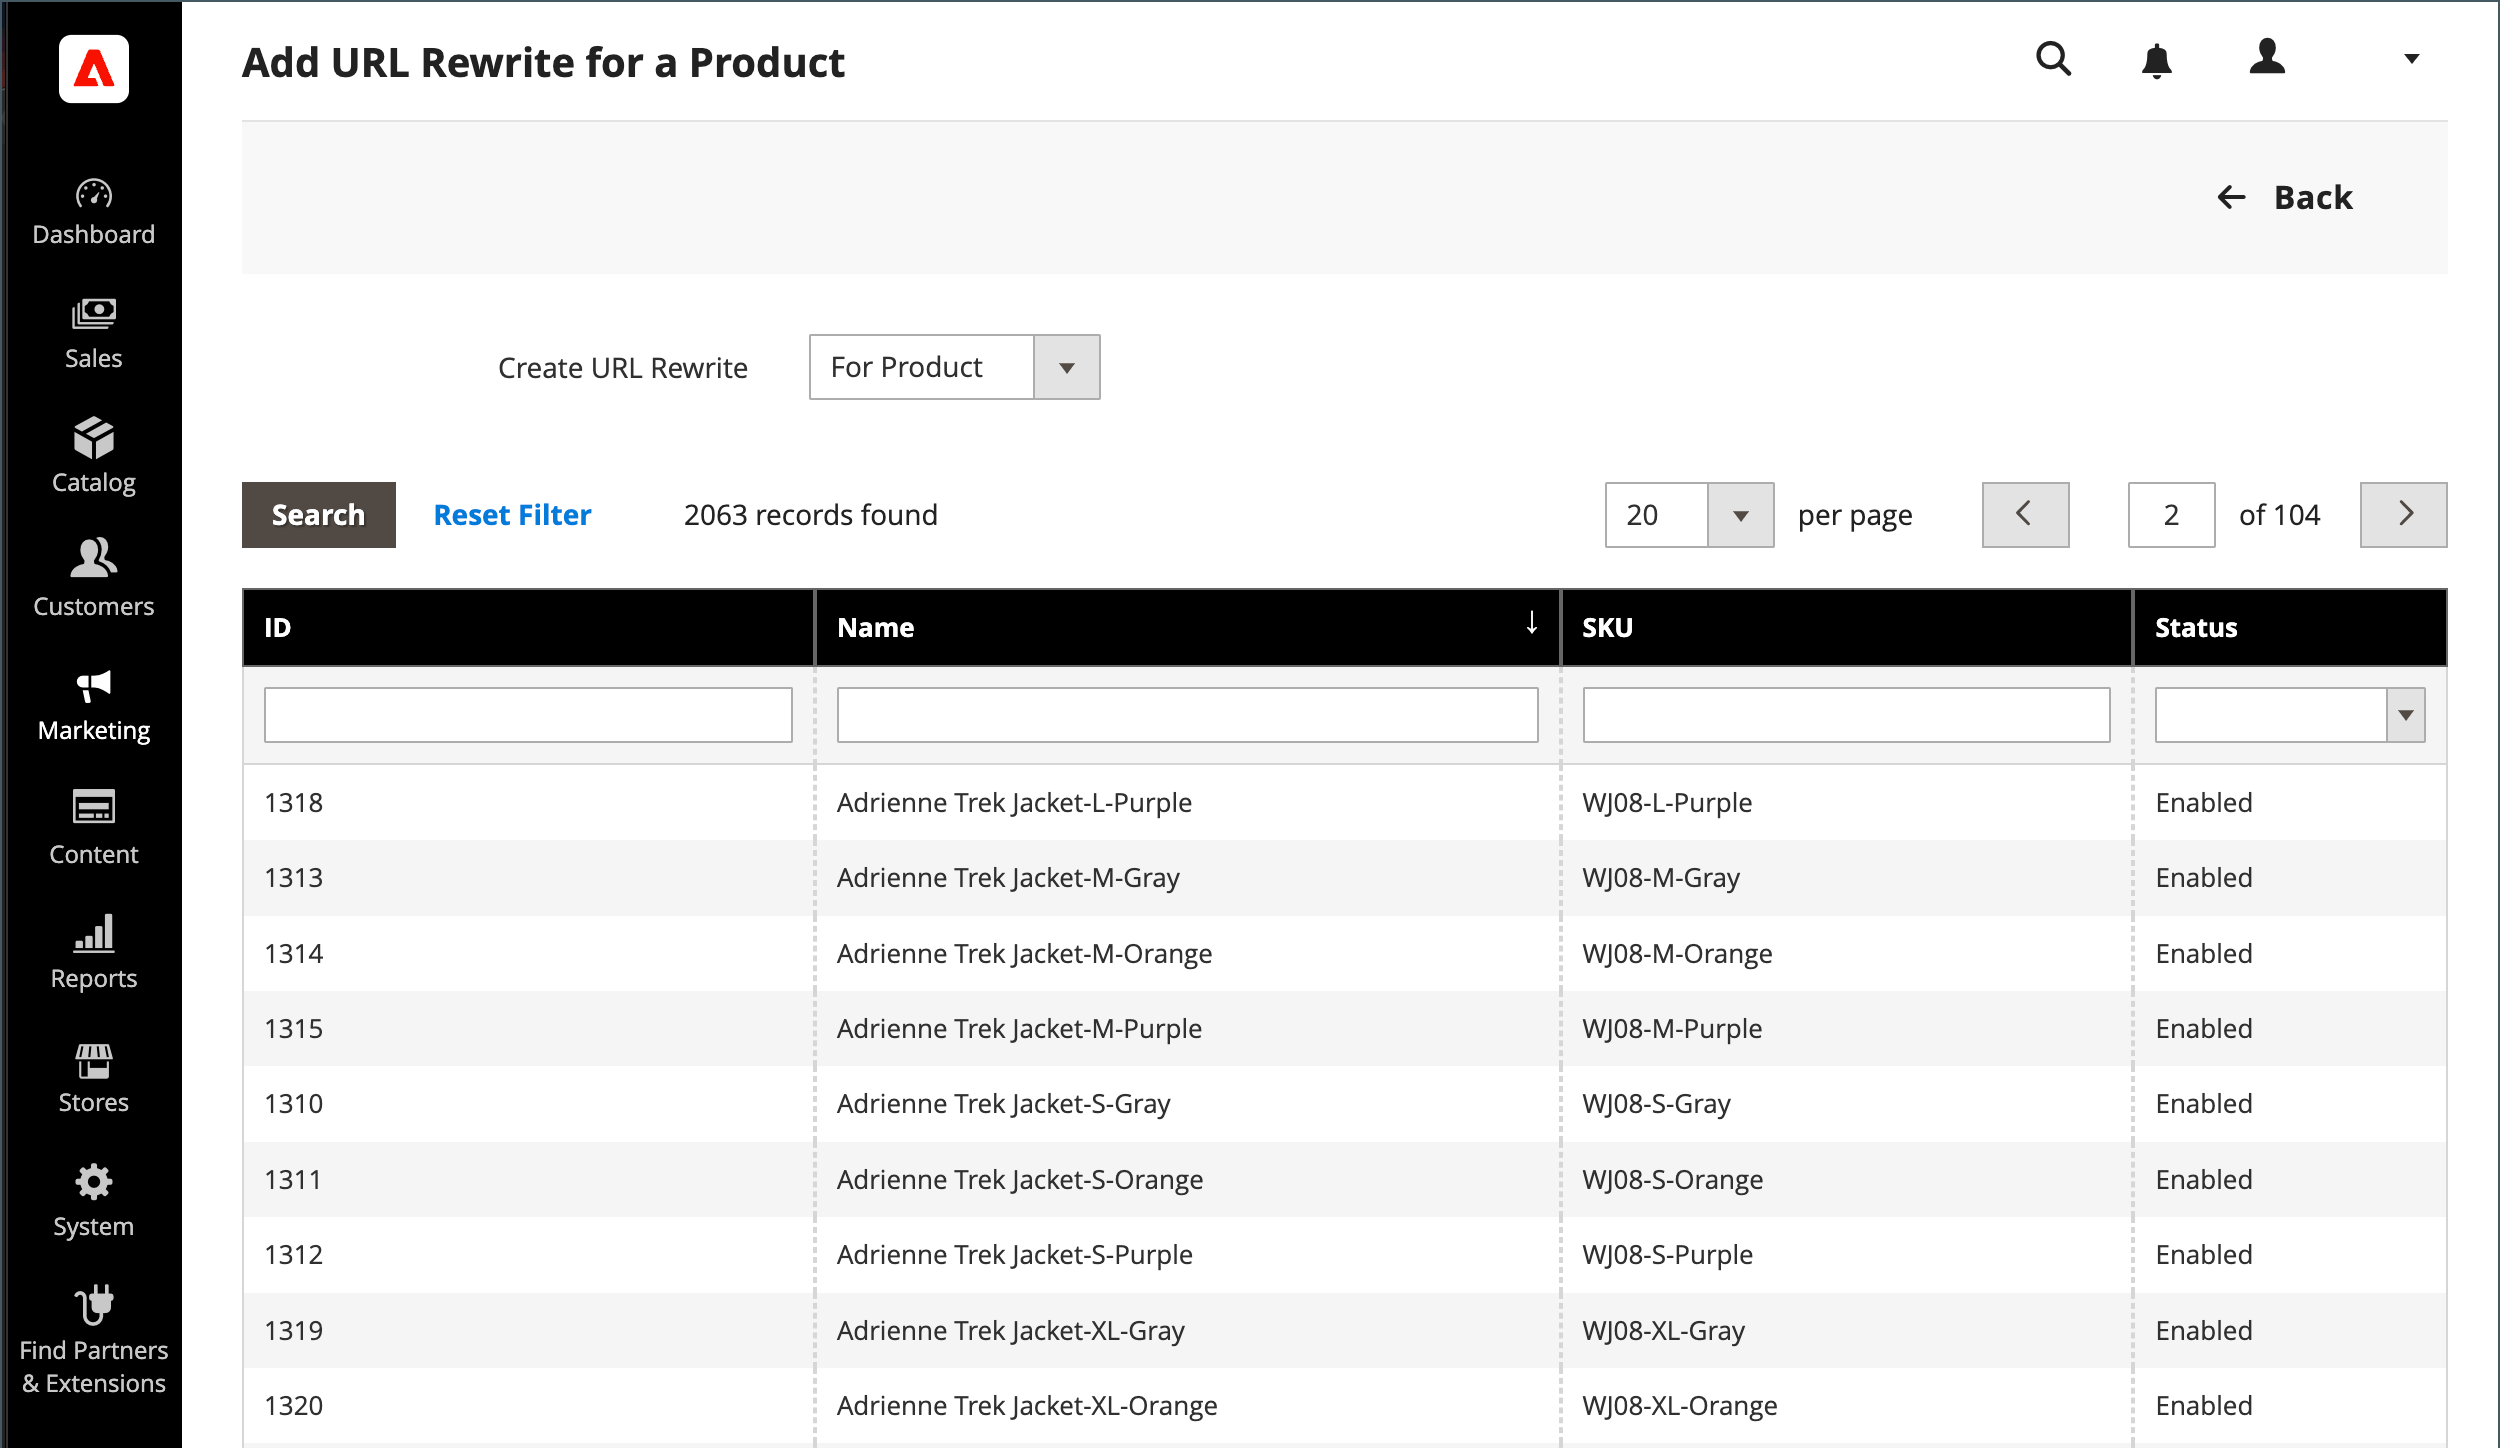 Add URL Rewrite for a Product
Back
Dashboard
Sales
Catalog
Customers
Marketing
Content
Reports
Stores
System
Find Partners
& Extensions
Create URL Rewrite For Product
Search Reset Filter 2063 records found 20 per page 2 of 104
ID Name SKU Status
1318 Adrienne Trek Jacket-L-Purple WJ08-L-Purple Enabled
1313 Adrienne Trek Jacket-M-Gray WJ08-M-Gray Enabled
1314 Adrienne Trek Jacket-M-Orange WJ08-M-Orange Enabled
1315 Adrienne Trek Jacket-M-Purple WJ08-M-Purple Enabled
1310 Adrienne Trek Jacket-S-Gray WJ08-S-Gray Enabled
1311 Adrienne Trek Jacket-S-Orange WJ08-S-Orange Enabled
1312 Adrienne Trek Jacket-S-Purple WJ08-S-Purple Enabled
1319 Adrienne Trek Jacket-XL-Gray WJ08-XL-Gray Enabled
1320 Adrienne Trek Jacket-XL-Orange WJ08-XL-Orange Enabled